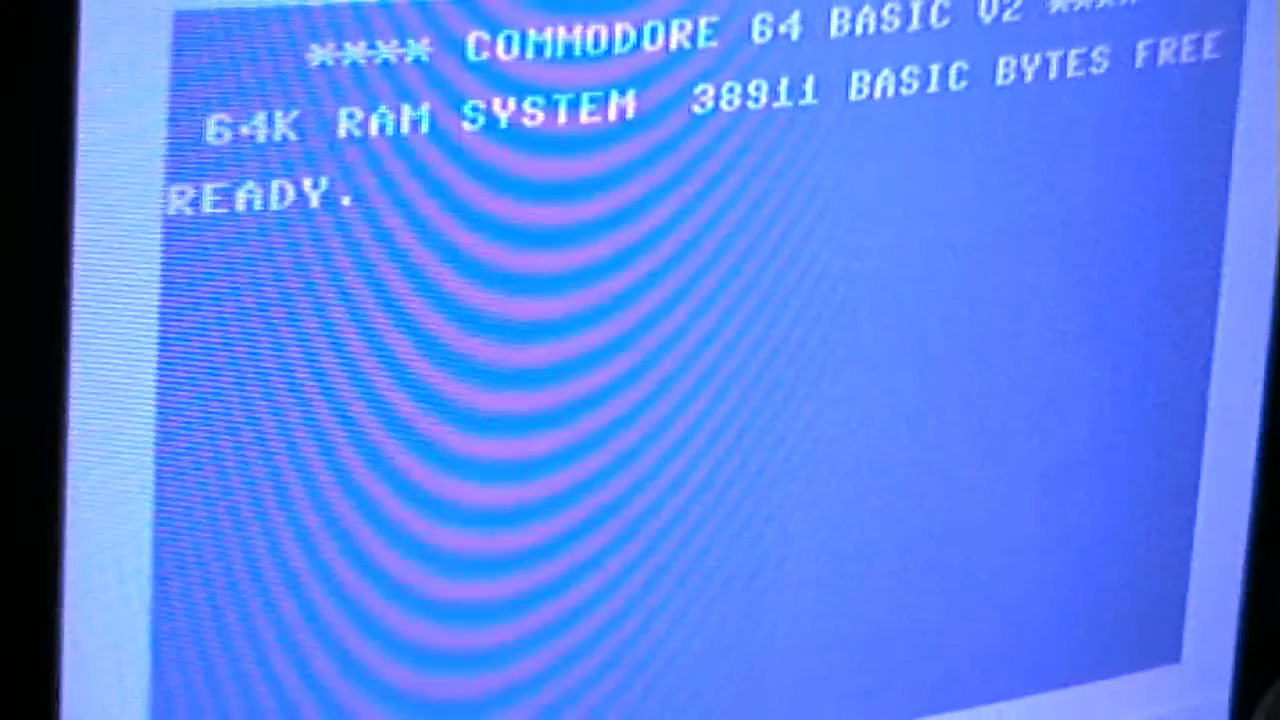 **** COMMODORE 64 BASIC V2 ****
64K RAM SYSTEM  38911 BASIC BYTES FREE
READY.